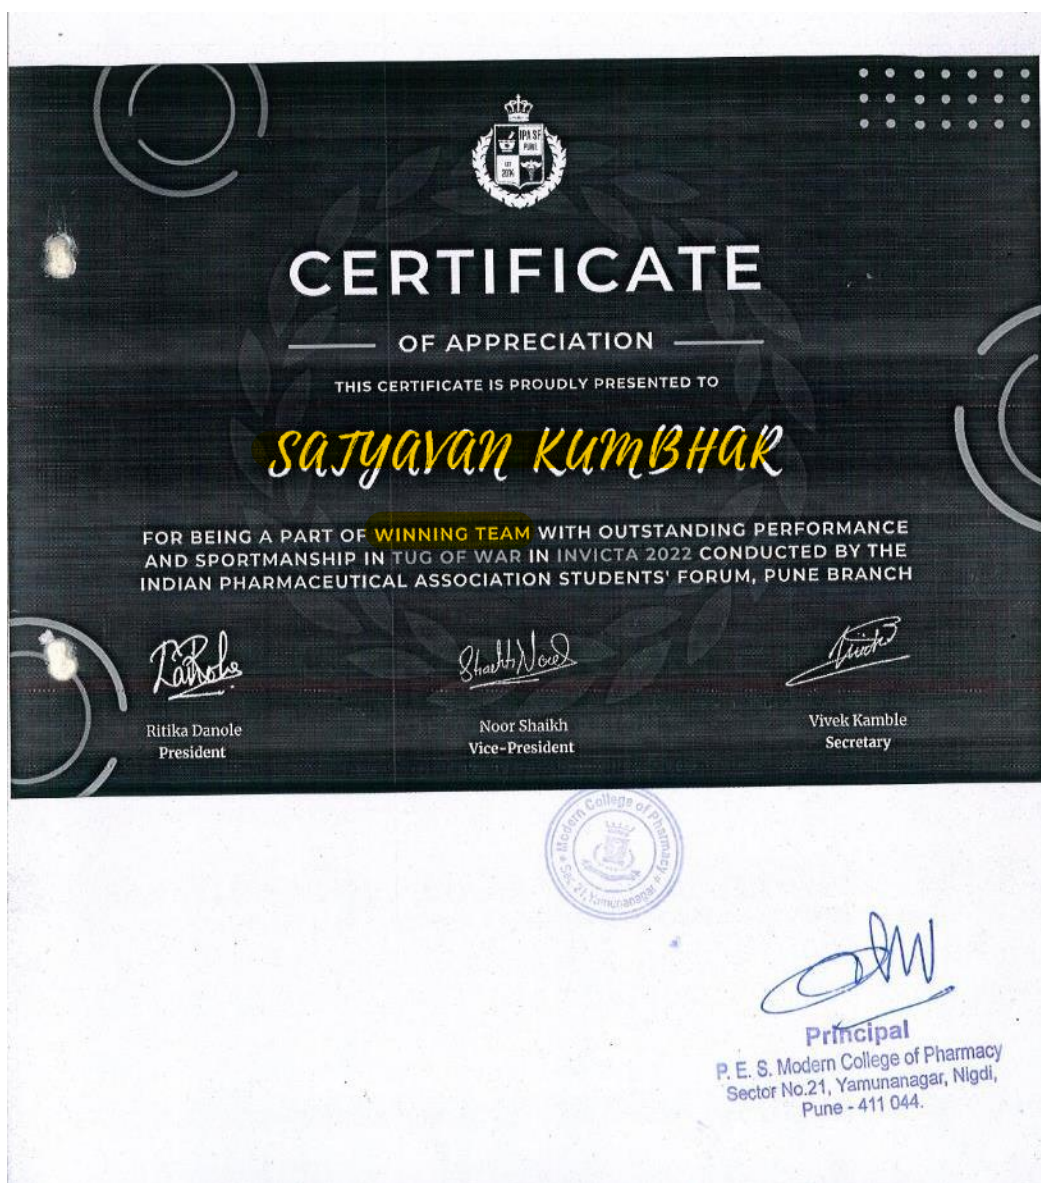 IPA SF
PUNE
EST
2014
CERTIFICATE
OF APPRECIATION
THIS CERTIFICATE IS PROUDLY PRESENTED TO
SATYAVAN KUMBHAR
FOR BEING A PART OF WINNING TEAM WITH OUTSTANDING PERFORMANCE
AND SPORTMANSHIP IN TUG OF WAR IN INVICTA 2022 CONDUCTED BY THE
INDIAN PHARMACEUTICAL ASSOCIATION STUDENTS' FORUM, PUNE BRANCH
Ritika Danole
President
Noor Shaikh
Vice-President
Vivek Kamble
Secretary
Modern College of Pharmacy
Sec-21, Yamunanagar
Principal
P. E. S. Modern College of Pharmacy
Sector No.21, Yamunanagar, Nigdi,
Pune - 411 044.